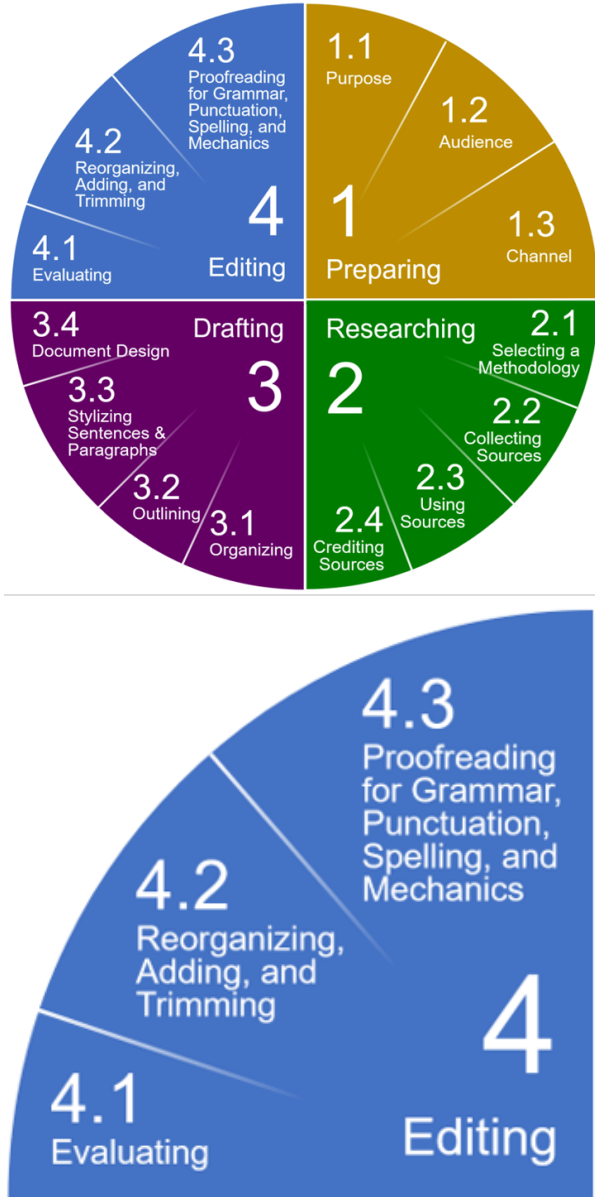 1.1
Purpose
1.2
Audience
1.3
Channel
1
Preparing
2.1
Selecting a
Methodology
2.2
Collecting
Sources
2.3
Using
Sources
2.4
Crediting
Sources
Researching
2
3.1
Organizing
3.2
Outlining
3.3
Stylizing
Sentences &
Paragraphs
3.4
Document Design
Drafting
3
4.1
Evaluating
4.2
Reorganizing,
Adding, and
Trimming
4.3
Proofreading
for Grammar,
Punctuation,
Spelling, and
Mechanics
4
Editing
4.3
Proofreading
for Grammar,
Punctuation,
Spelling, and
Mechanics
4.2
Reorganizing,
Adding, and
Trimming
4.1
Evaluating
4
Editing